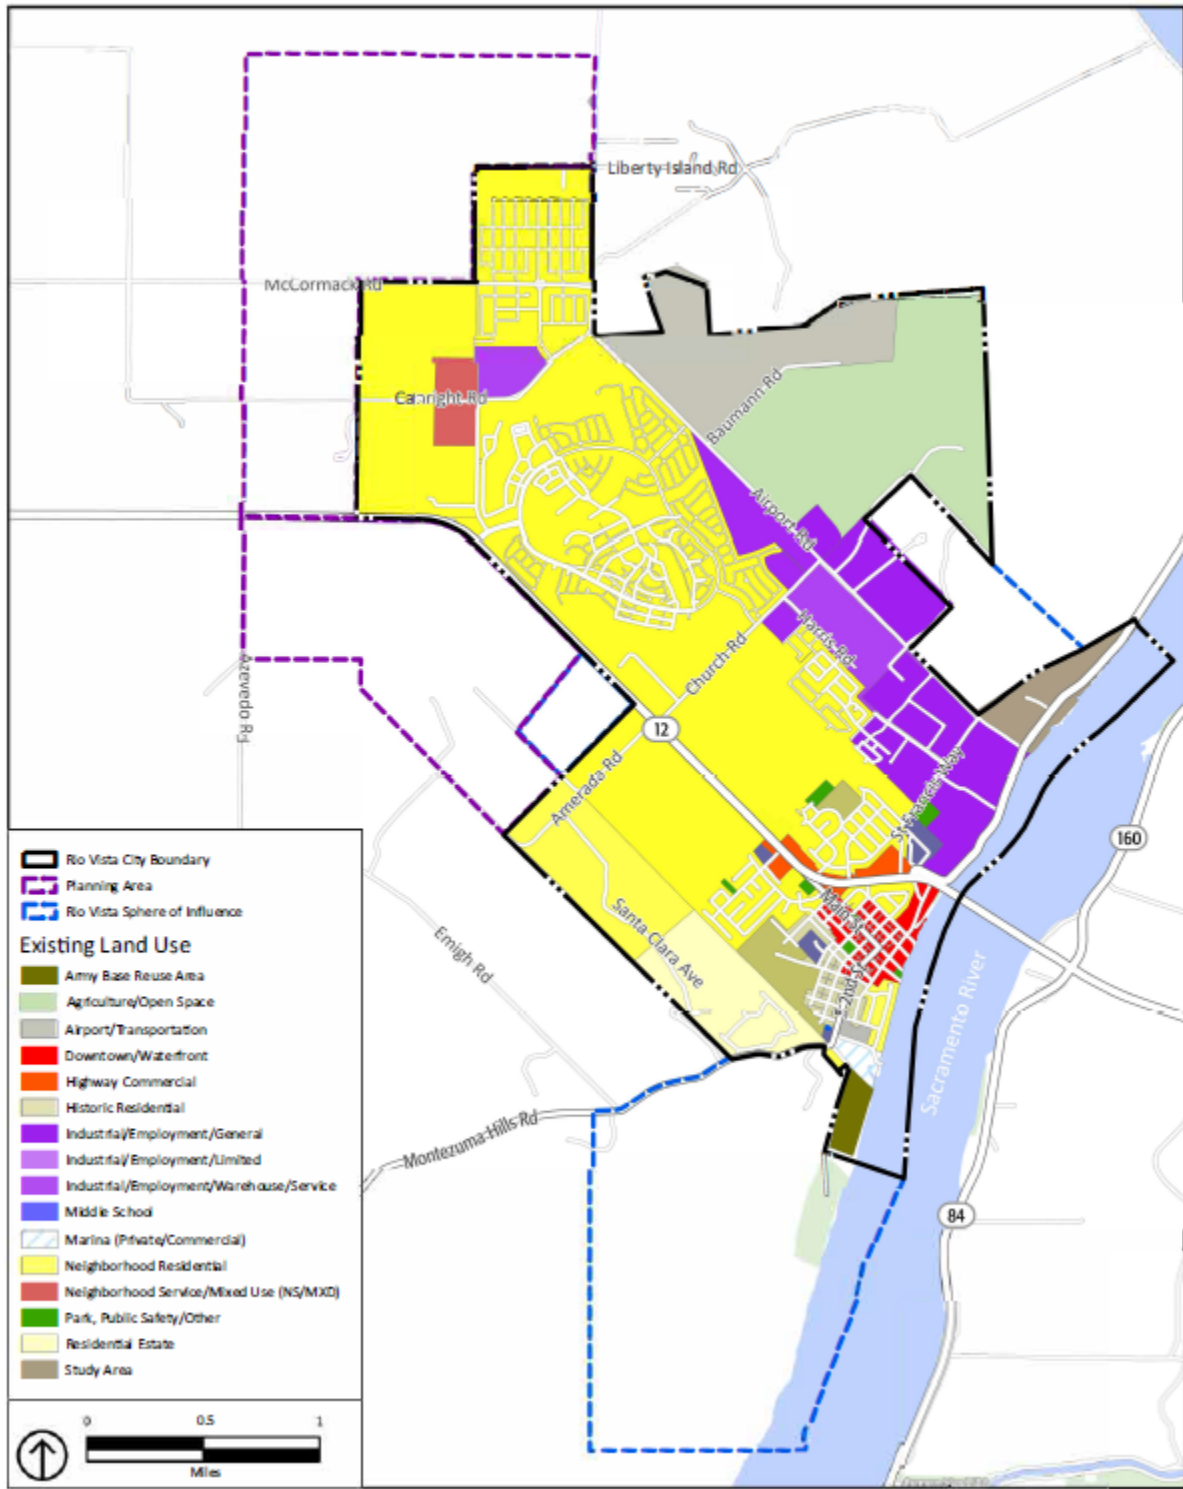 Liberty Island Rd
McCormack Rd
Canright Rd
Baumann Rd
Airport Rd
Harris Rd
Church Rd
Azevedo Rd
12
Amerada Rd
St Francis Way
160
Main St
Santa Clara Ave
Emigh Rd
2nd St
Sacramento River
Montezuma Hills Rd
84
Rio Vista City Boundary
Planning Area
Rio Vista Sphere of Influence
Existing Land Use
Army Base Reuse Area
Agriculture/Open Space
Airport/Transportation
Downtown/Waterfront
Highway Commercial
Historic Residential
Industrial/Employment/General
Industrial/Employment/Limited
Industrial/Employment/Warehouse/Service
Middle School
Marina (Private/Commercial)
Neighborhood Residential
Neighborhood Service/Mixed Use (NS/MXD)
Park, Public Safety/Other
Residential Estate
Study Area
0 0.5 1
Miles